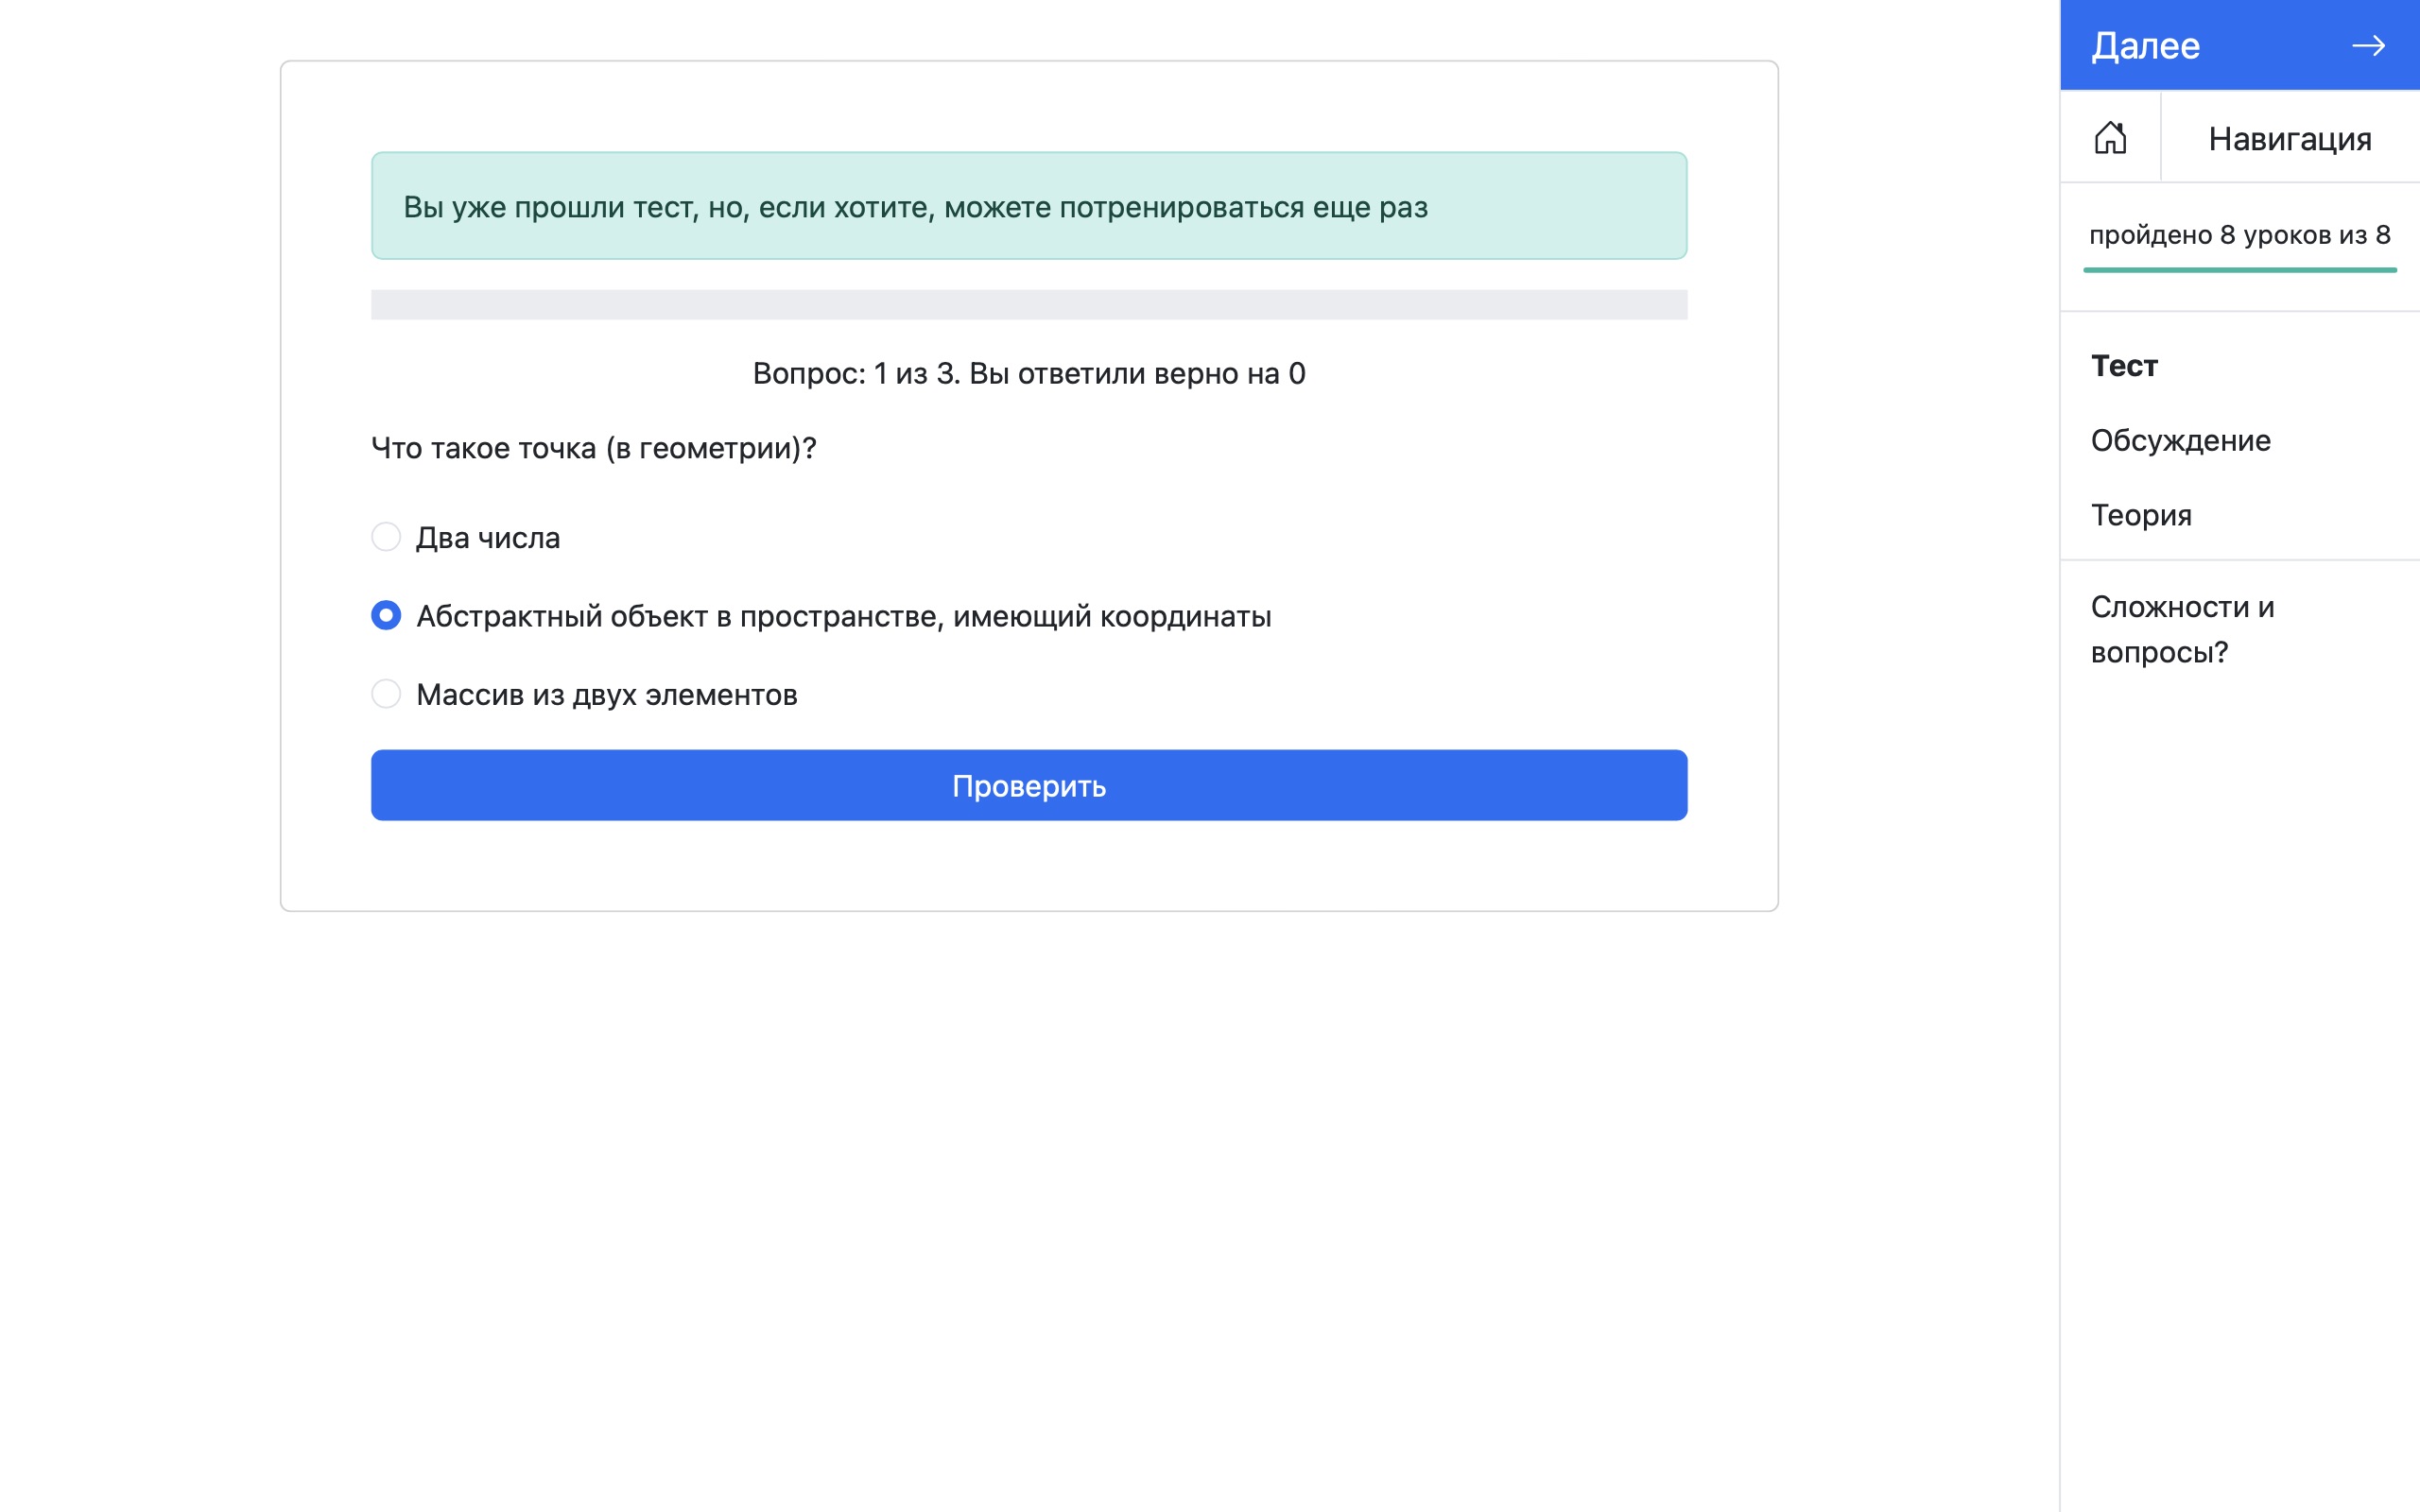 Вы уже прошли тест, но, если хотите, можете потренироваться еще раз
Вопрос: 1 из 3. Вы ответили верно на 0
Что такое точка (в геометрии)?
Два числа
Абстрактный объект в пространстве, имеющий координаты
Массив из двух элементов
Проверить
Далее
Навигация
пройдено 8 уроков из 8
Тест
Обсуждение
Теория
Сложности и
вопросы?